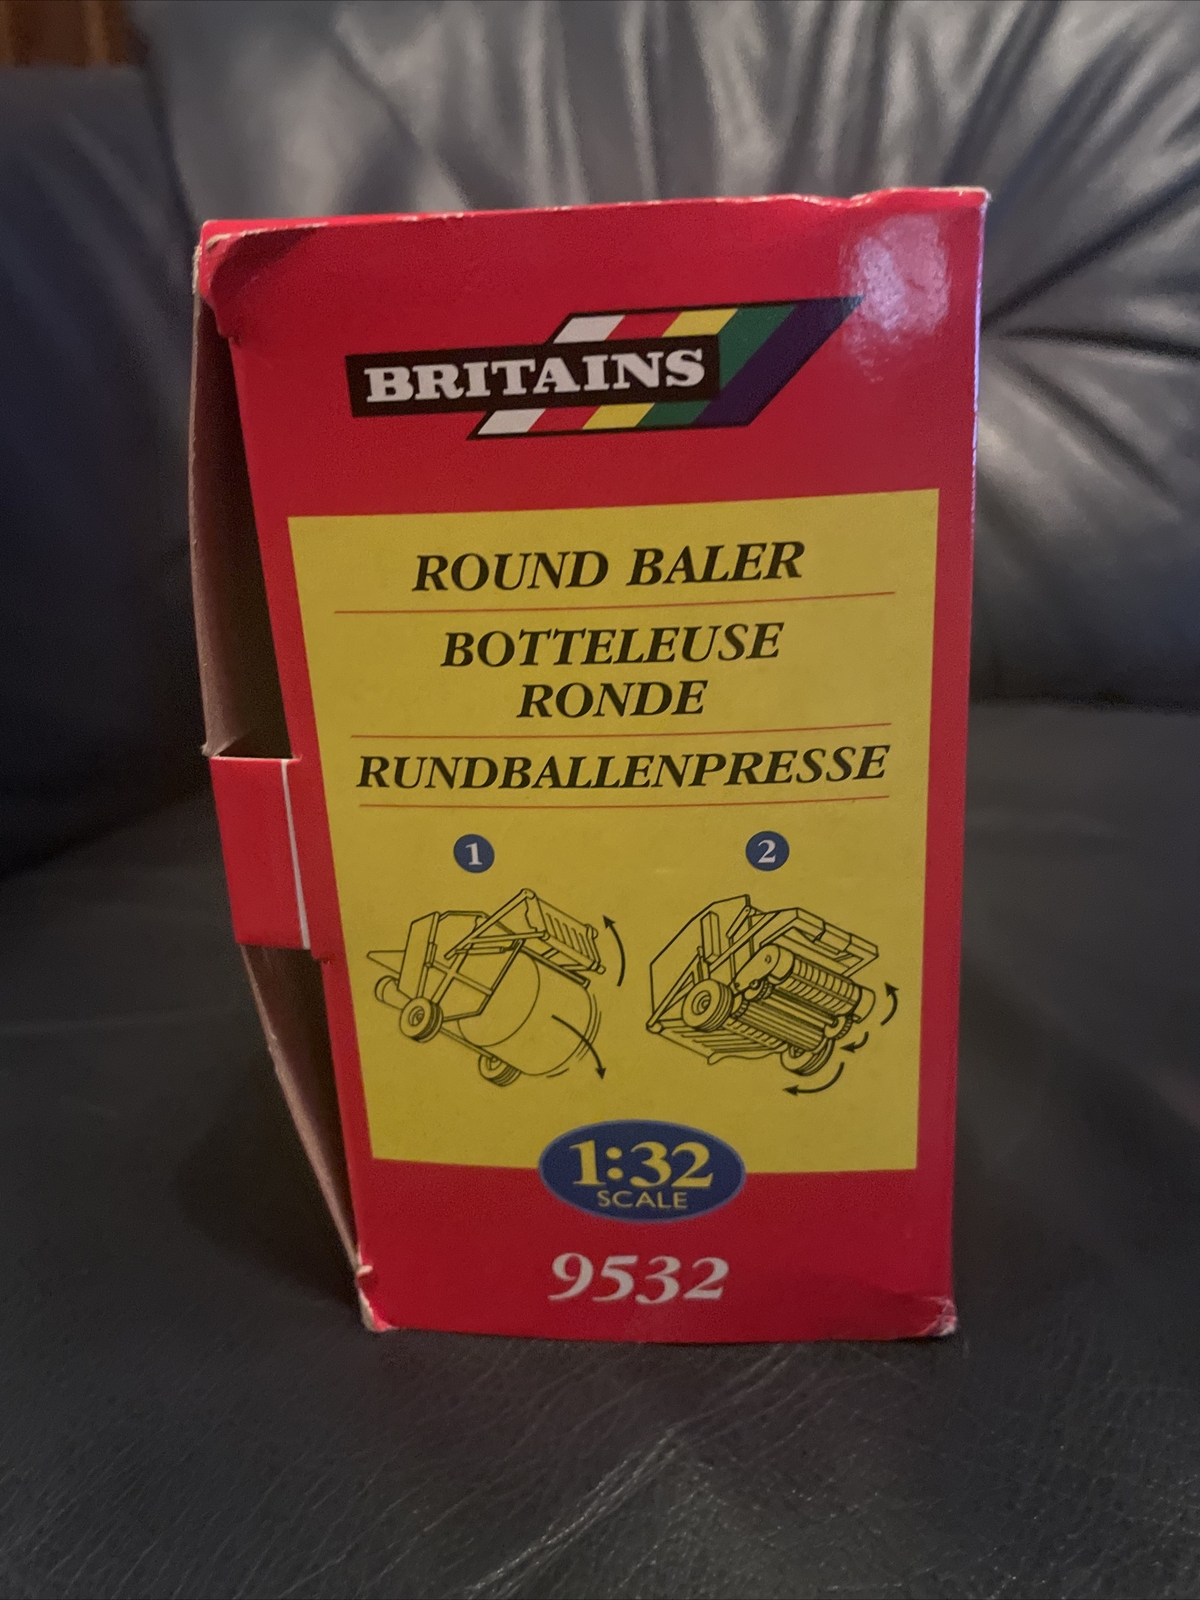 BRITAINS
ROUND BALER
BOTTELEUSE
RONDE
RUNDBALLENPRESSE
1
2
1:32
SCALE
9532